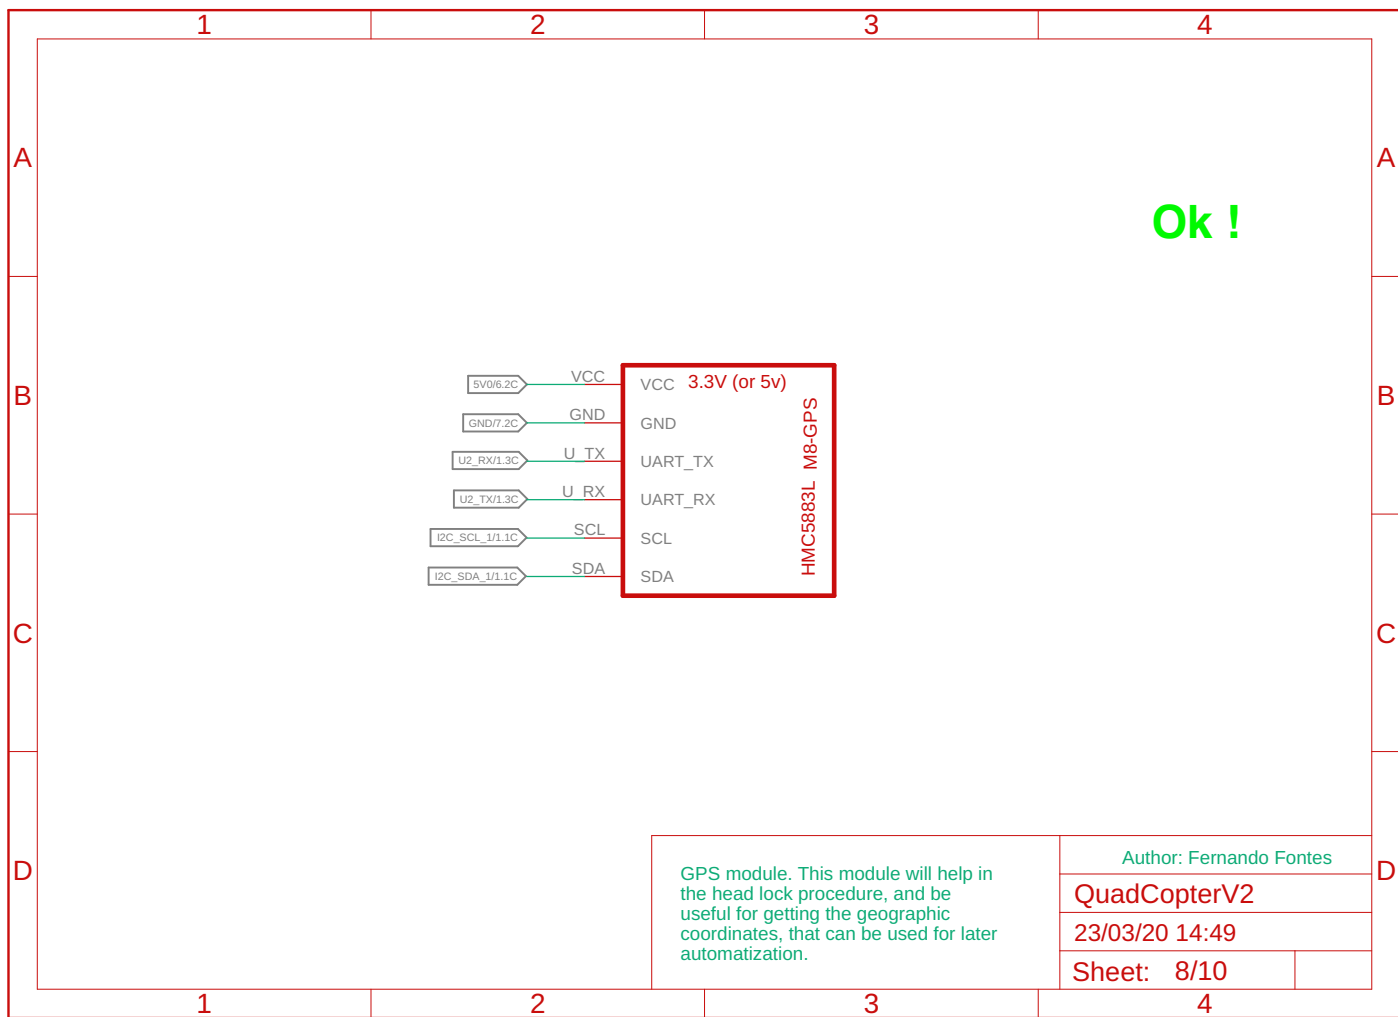 1 2 3 4
A A
Ok !
B B
5V0/6.2C VCC VCC 3.3V (or 5v)
GND/7.2C GND GND
U2_RX/1.3C U_TX UART_TX
U2_TX/1.3C U_RX UART_RX
I2C_SCL_1/1.1C SCL SCL
I2C_SDA_1/1.1C SDA SDA
HMC5883L M8-GPS
C C
D D
GPS module. This module will help in
the head lock procedure, and be
useful for getting the geographic
coordinates, that can be used for later
automatization.
Author: Fernando Fontes
QuadCopterV2
23/03/20 14:49
Sheet: 8/10
1 2 3 4